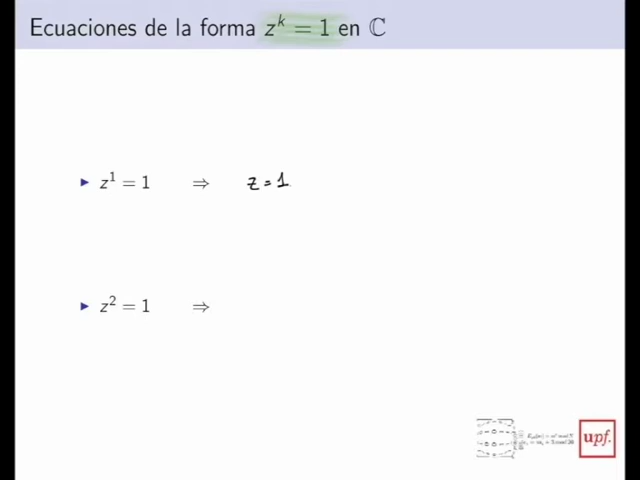 Ecuaciones de la forma z^k = 1 en ℂ
▶ z^1 = 1 ⇒ z = 1
▶ z^2 = 1 ⇒
upf.